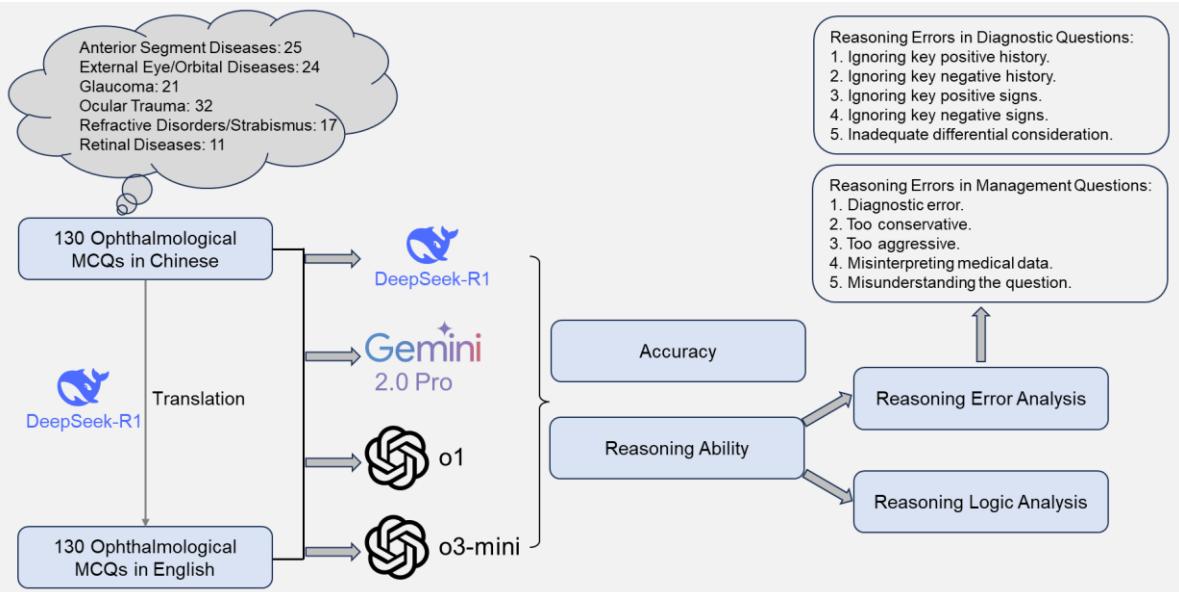 Anterior Segment Diseases: 25
External Eye/Orbital Diseases: 24
Glaucoma: 21
Ocular Trauma: 32
Refractive Disorders/Strabismus: 17
Retinal Diseases: 11
130 Ophthalmological
MCQs in Chinese
DeepSeek-R1
Translation
130 Ophthalmological
MCQs in English
DeepSeek-R1
Gemini
2.0 Pro
o1
o3-mini
Accuracy
Reasoning Ability
Reasoning Error Analysis
Reasoning Logic Analysis
Reasoning Errors in Diagnostic Questions:
1. Ignoring key positive history.
2. Ignoring key negative history.
3. Ignoring key positive signs.
4. Ignoring key negative signs.
5. Inadequate differential consideration.
Reasoning Errors in Management Questions:
1. Diagnostic error.
2. Too conservative.
3. Too aggressive.
4. Misinterpreting medical data.
5. Misunderstanding the question.